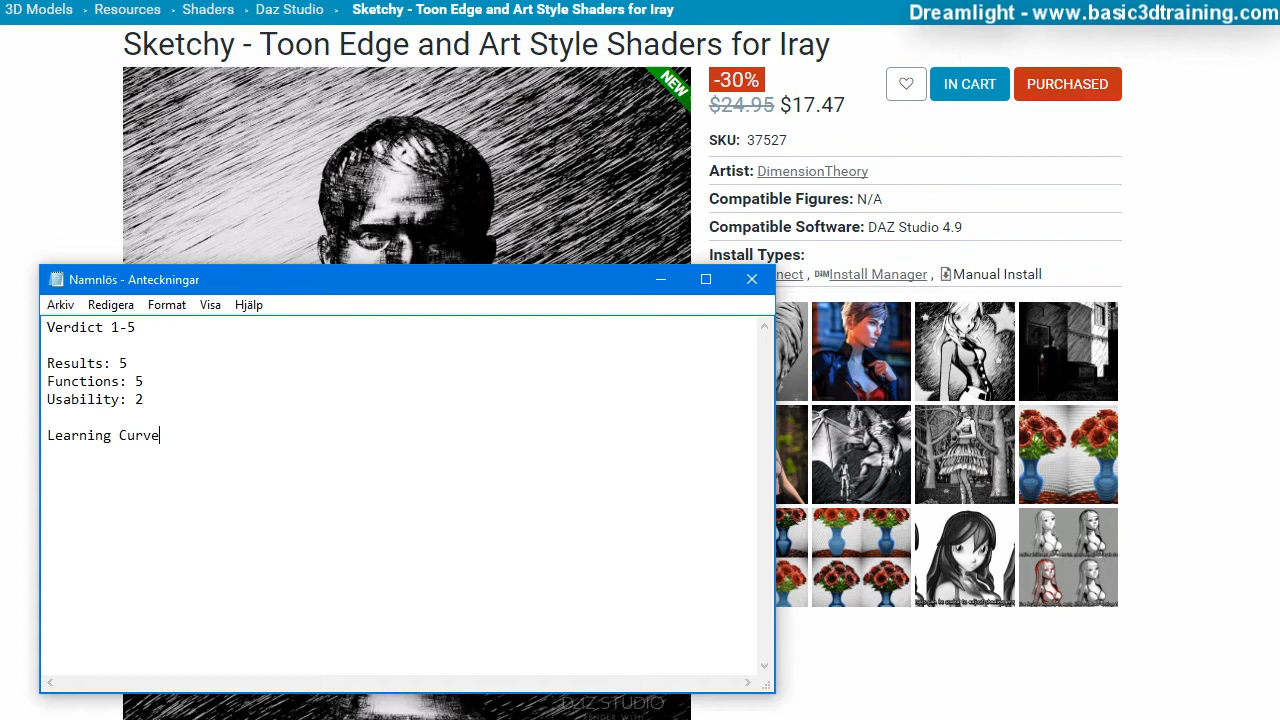 3D Models › Resources › Shaders › Daz Studio › Sketchy - Toon Edge and Art Style Shaders for Iray
Dreamlight - www.basic3dtraining.com
Sketchy - Toon Edge and Art Style Shaders for Iray
NEW
-30%
$24.95 $17.47
IN CART
PURCHASED
SKU: 37527
Artist: DimensionTheory
Compatible Figures: N/A
Compatible Software: DAZ Studio 4.9
Install Types:
nect , DIM Install Manager , Manual Install
Namnlös - Anteckningar
Arkiv Redigera Format Visa Hjälp
Verdict 1-5
Results: 5
Functions: 5
Usability: 2
Learning Curve
DAZ STUDIO